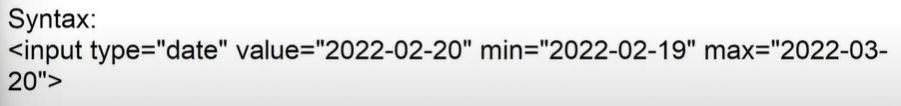 Syntax:
<input type="date" value="2022-02-20" min="2022-02-19" max="2022-03-
20">